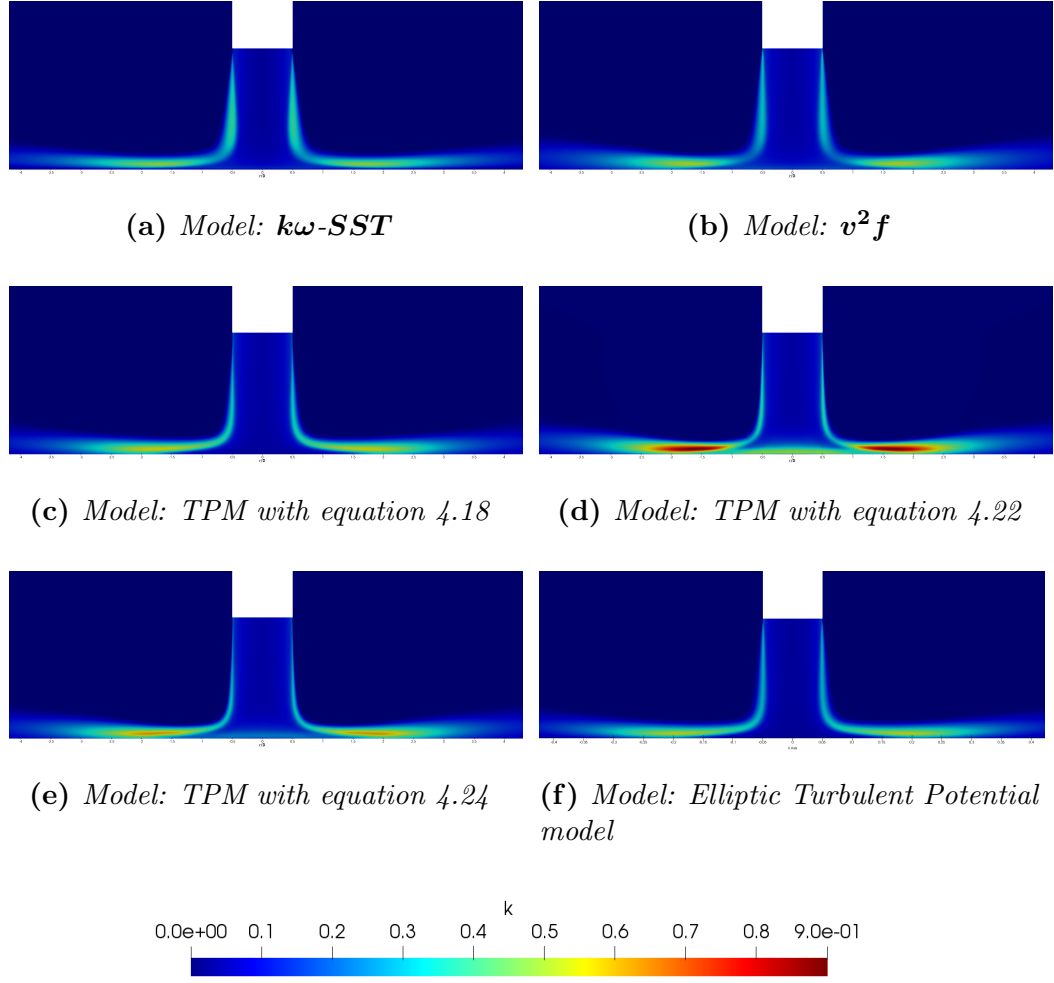 (a) Model: kω-SST
(b) Model: v²f
(c) Model: TPM with equation 4.18
(d) Model: TPM with equation 4.22
(e) Model: TPM with equation 4.24
(f) Model: Elliptic Turbulent Potential
model
k
0.0e+00 0.1 0.2 0.3 0.4 0.5 0.6 0.7 0.8 9.0e-01